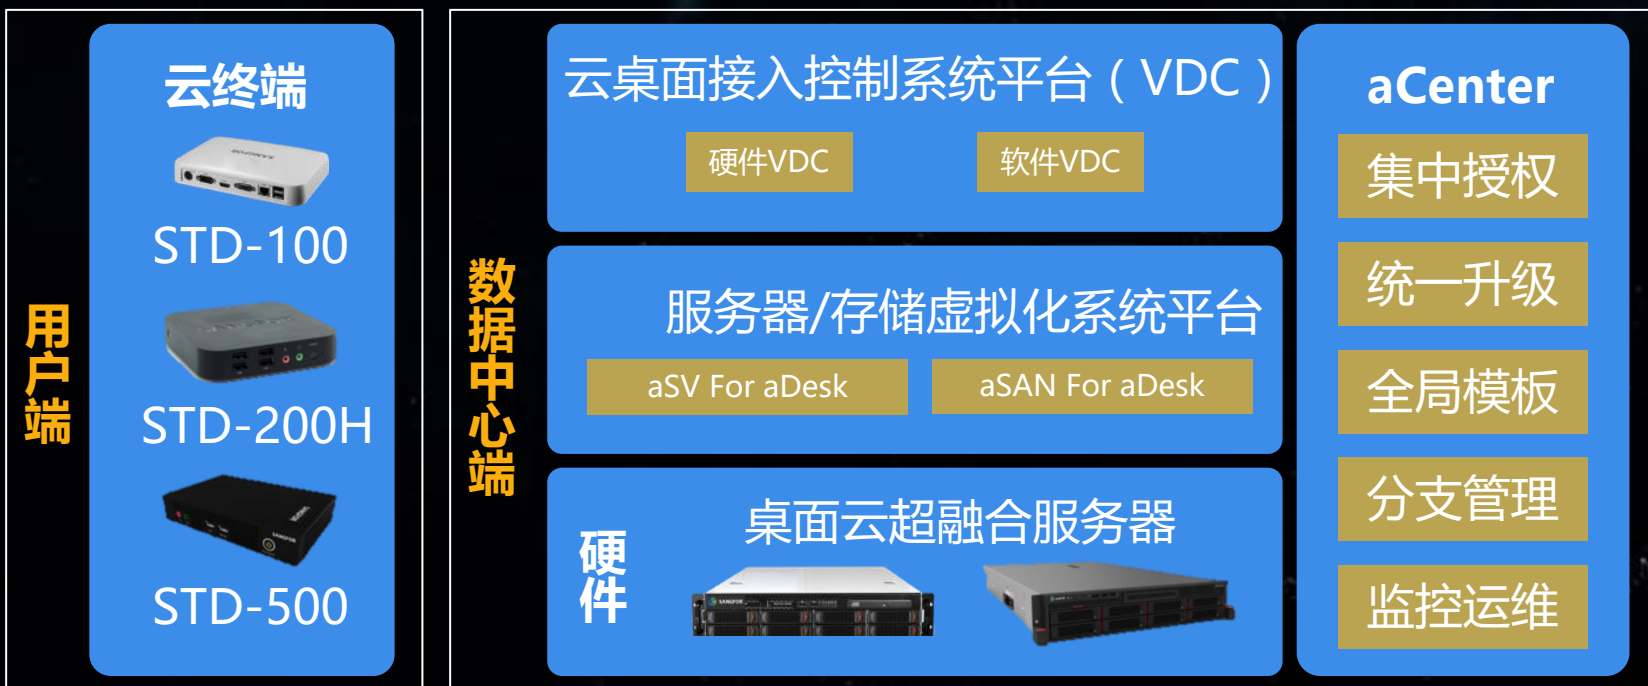 用户端
云终端
SANGFOR
STD-100
STD-200H
SANGFOR
STD-500
数据中心端
云桌面接入控制系统平台（VDC）
硬件VDC
软件VDC
服务器/存储虚拟化系统平台
aSV For aDesk
aSAN For aDesk
硬件
桌面云超融合服务器
SANGFOR
aCenter
集中授权
统一升级
全局模板
分支管理
监控运维